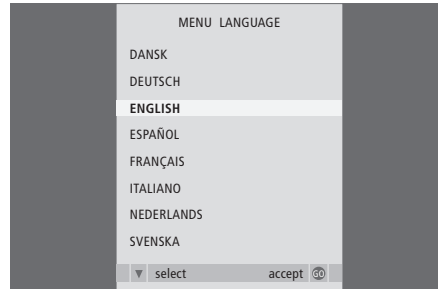 MENU LANGUAGE
DANSK
DEUTSCH
ENGLISH
ESPAÑOL
FRANÇAIS
ITALIANO
NEDERLANDS
SVENSKA
▼ select accept GO